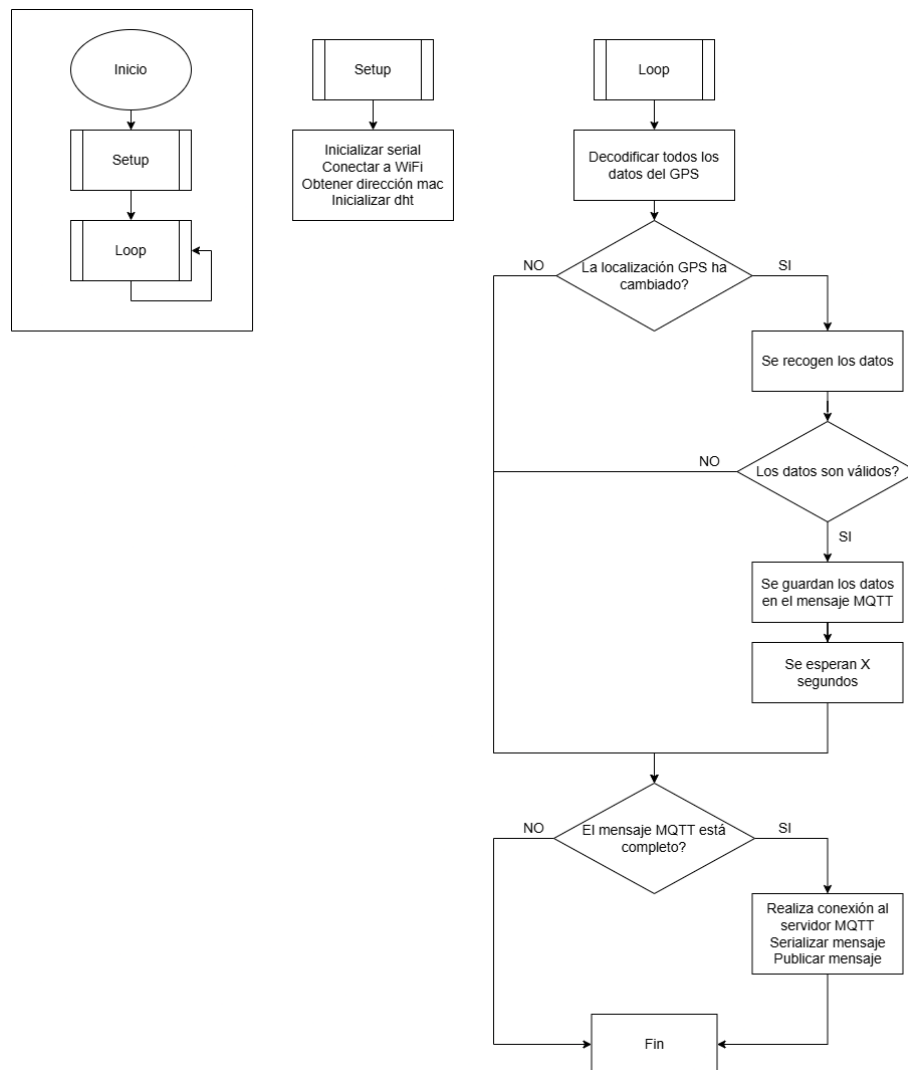 Inicio
Setup
Loop
Setup
Inicializar serial
Conectar a WiFi
Obtener dirección mac
Inicializar dht
Loop
Decodificar todos los
datos del GPS
La localización GPS ha
cambiado?
NO
SI
Se recogen los datos
Los datos son válidos?
NO
SI
Se guardan los datos
en el mensaje MQTT
Se esperan X
segundos
El mensaje MQTT está
completo?
NO
SI
Realiza conexión al
servidor MQTT
Serializar mensaje
Publicar mensaje
Fin